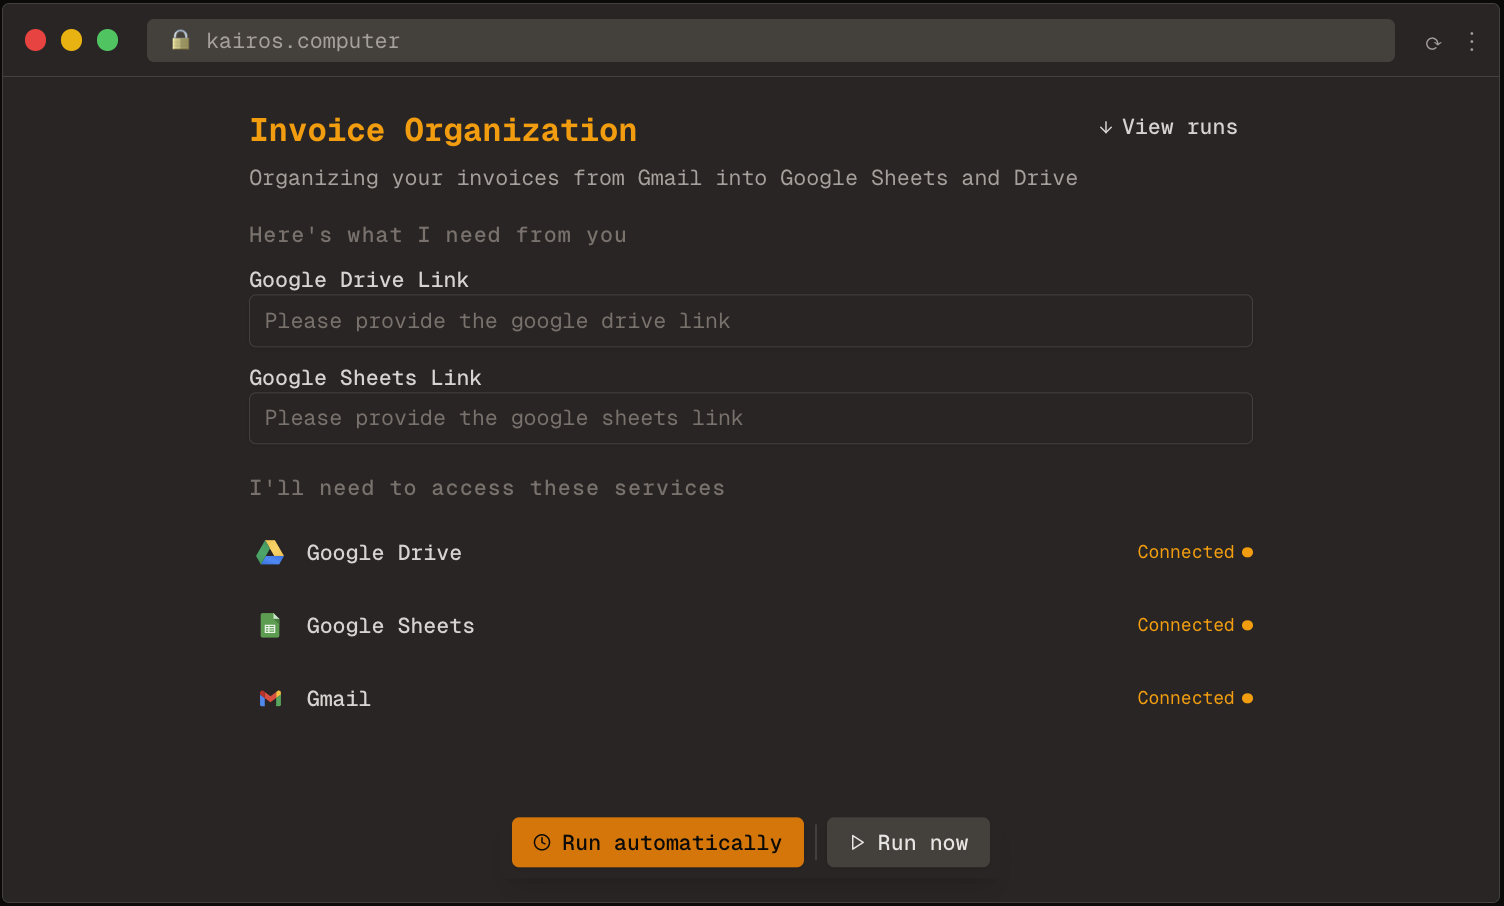 kairos.computer
Invoice Organization
View runs
Organizing your invoices from Gmail into Google Sheets and Drive
Here's what I need from you
Google Drive Link
Please provide the google drive link
Google Sheets Link
Please provide the google sheets link
I'll need to access these services
Google Drive
Connected
Google Sheets
Connected
Gmail
Connected
Run automatically
Run now